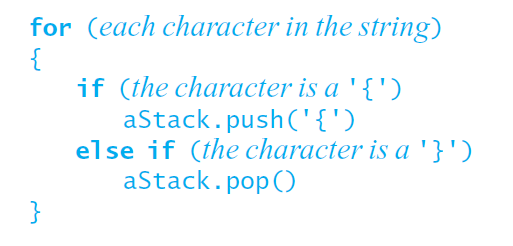 for (each character in the string)
{
if (the character is a '{')
aStack.push('{')
else if (the character is a '}')
aStack.pop()
}